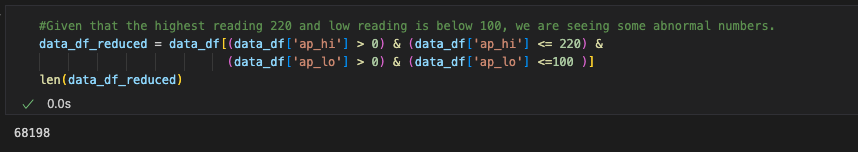 #Given that the highest reading 220 and low reading is below 100, we are seeing some abnormal numbers.
data_df_reduced = data_df[(data_df['ap_hi'] > 0) & (data_df['ap_hi'] <= 220) &
(data_df['ap_lo'] > 0) & (data_df['ap_lo'] <=100 )]
len(data_df_reduced)
✓ 0.0s
68198